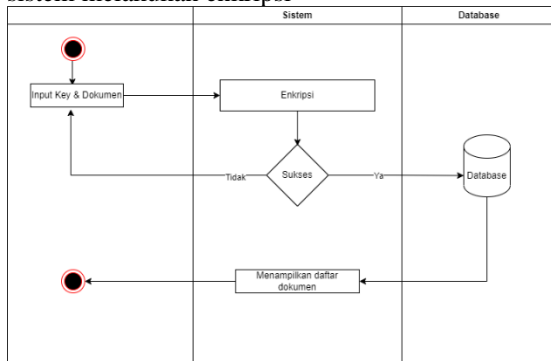 sistem melakukan enkripsi
Sistem
Database
Input Key & Dokumen
Enkripsi
Sukses
Tidak
Ya
Database
Menampilkan daftar
dokumen